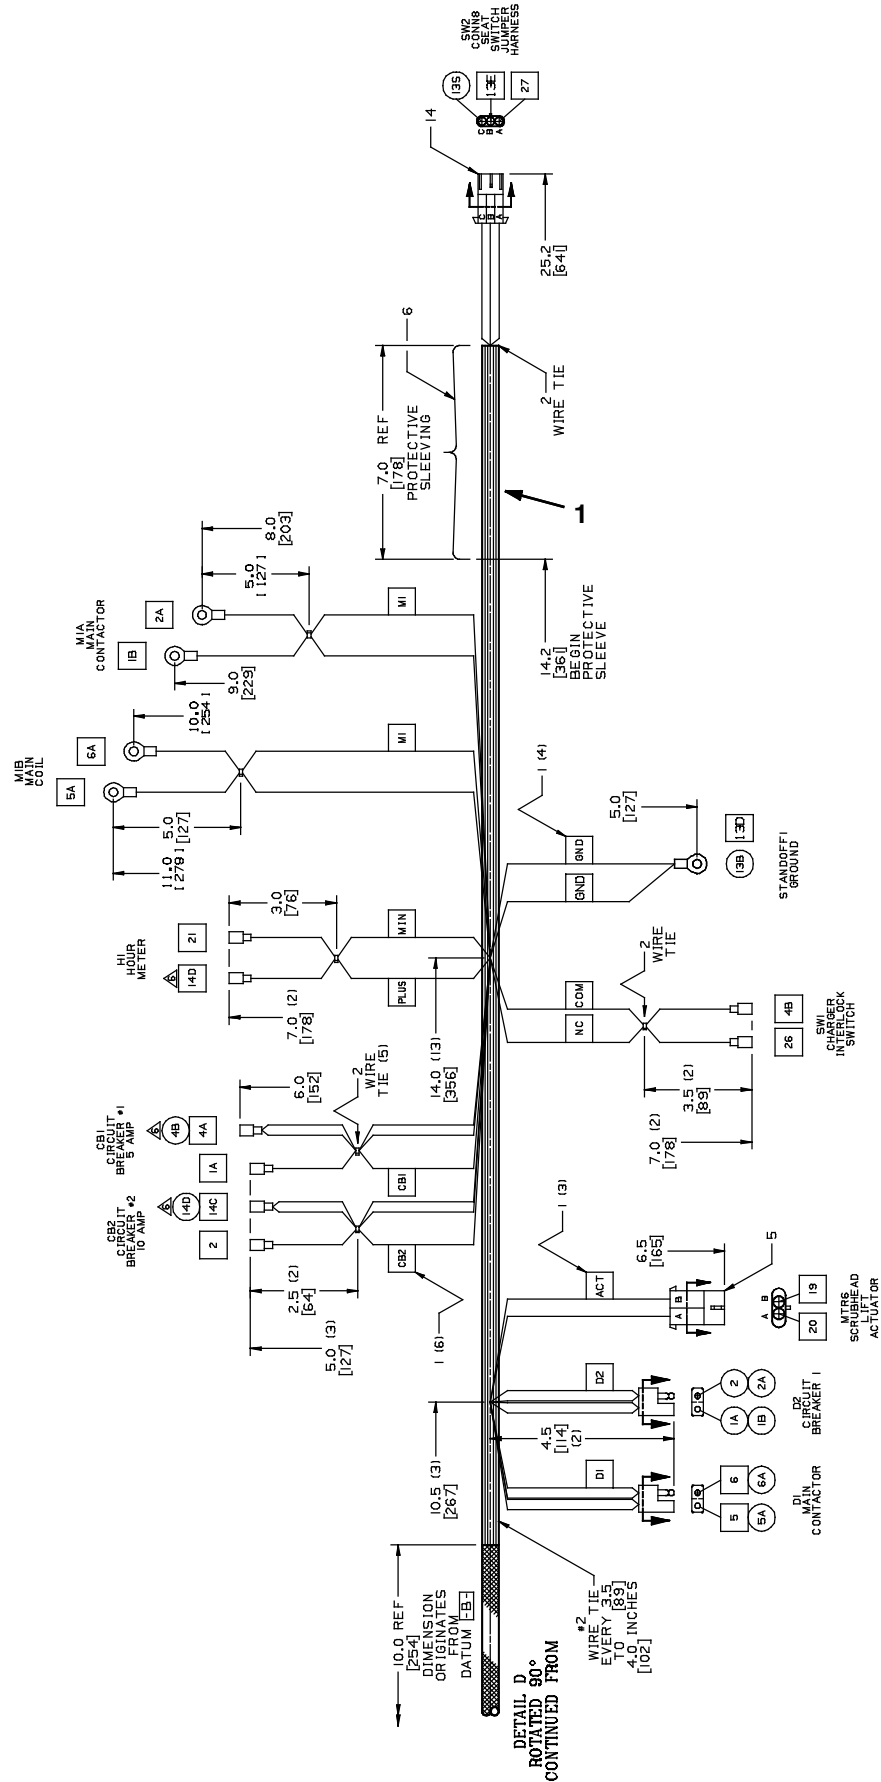 SW2
CONN8
SEAT
SWITCH
JUMPER
HARNESS
13S
13E
27
C
B
A
14
C
B
A
25.2
[641]
6
7.0 REF
[178]
PROTECTIVE
SLEEVING
2
WIRE TIE
1
14.2
[361]
BEGIN
PROTECTIVE
SLEEVE
M1A MAIN
CONTACTOR
2A
1B
8.0
[203]
5.0
[127]
9.0
[229]
M1
M1B
MAIN
COIL
6A
5A
10.0
[254]
5.0
[127]
11.0
[279]
M1
1 (4)
5.0
[127]
GND
GND
13D
13B
STANDOFF1
GROUND
H1
HOUR
METER
21
6
14D
3.0
[76]
7.0 (2)
[178]
MIN
PLUS
14.0 (13)
[356]
COM
NC
2
WIRE
TIE
4B
26
SW1
CHARGER
INTERLOCK
SWITCH
3.5 (2)
[89]
7.0 (2)
[178]
CB1
CIRCUIT
BREAKER #1
5 AMP
6
4B
4A
1A
6.0
[152]
2
WIRE
TIE (5)
CB1
CB2
CIRCUIT
BREAKER #2
10 AMP
6
14D
14C
2
2.5 (2)
[64]
5.0 (3)
[127]
CB2
1 (6)
1 (3)
ACT
6.5
[165]
5
B
A
A
B
19
20
MTR6
SCRUBHEAD
LIFT
ACTUATOR
D2
2
2A
1A
1B
D2
CIRCUIT
BREAKER 1
4.5
[114]
(2)
10.5 (3)
[267]
D1
6
6A
5
5A
D1
MAIN
CONTACTOR
10.0 REF
[254]
DIMENSION
ORIGINATES
FROM
DATUM -B-
#2
WIRE TIE
EVERY 3.5
[89]
TO
4.0 INCHES
[102]
DETAIL D
ROTATED 90°
CONTINUED FROM